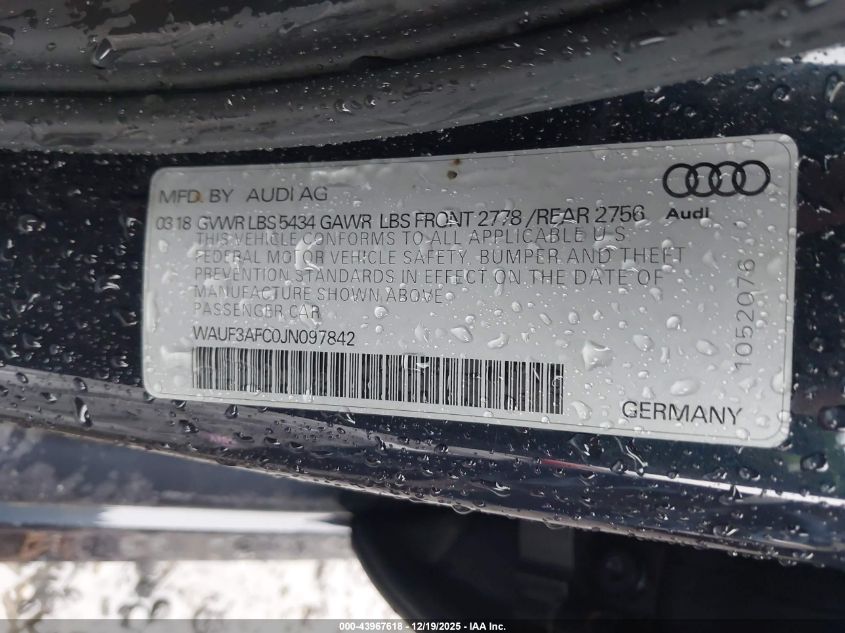 MFD. BY AUDI AG
Audi
03 18 GVWR LBS 5434 GAWR LBS FRONT 2778 /REAR 2756
THIS VEHICLE CONFORMS TO ALL APPLICABLE U.S.
FEDERAL MOTOR VEHICLE SAFETY, BUMPER AND THEFT
PREVENTION STANDARDS IN EFFECT ON THE DATE OF
MANUFACTURE SHOWN ABOVE.
PASSENGER CAR
WAUF3AFC0JN097842
1052076
GERMANY
000-43967618 - 12/19/2025 - IAA Inc.